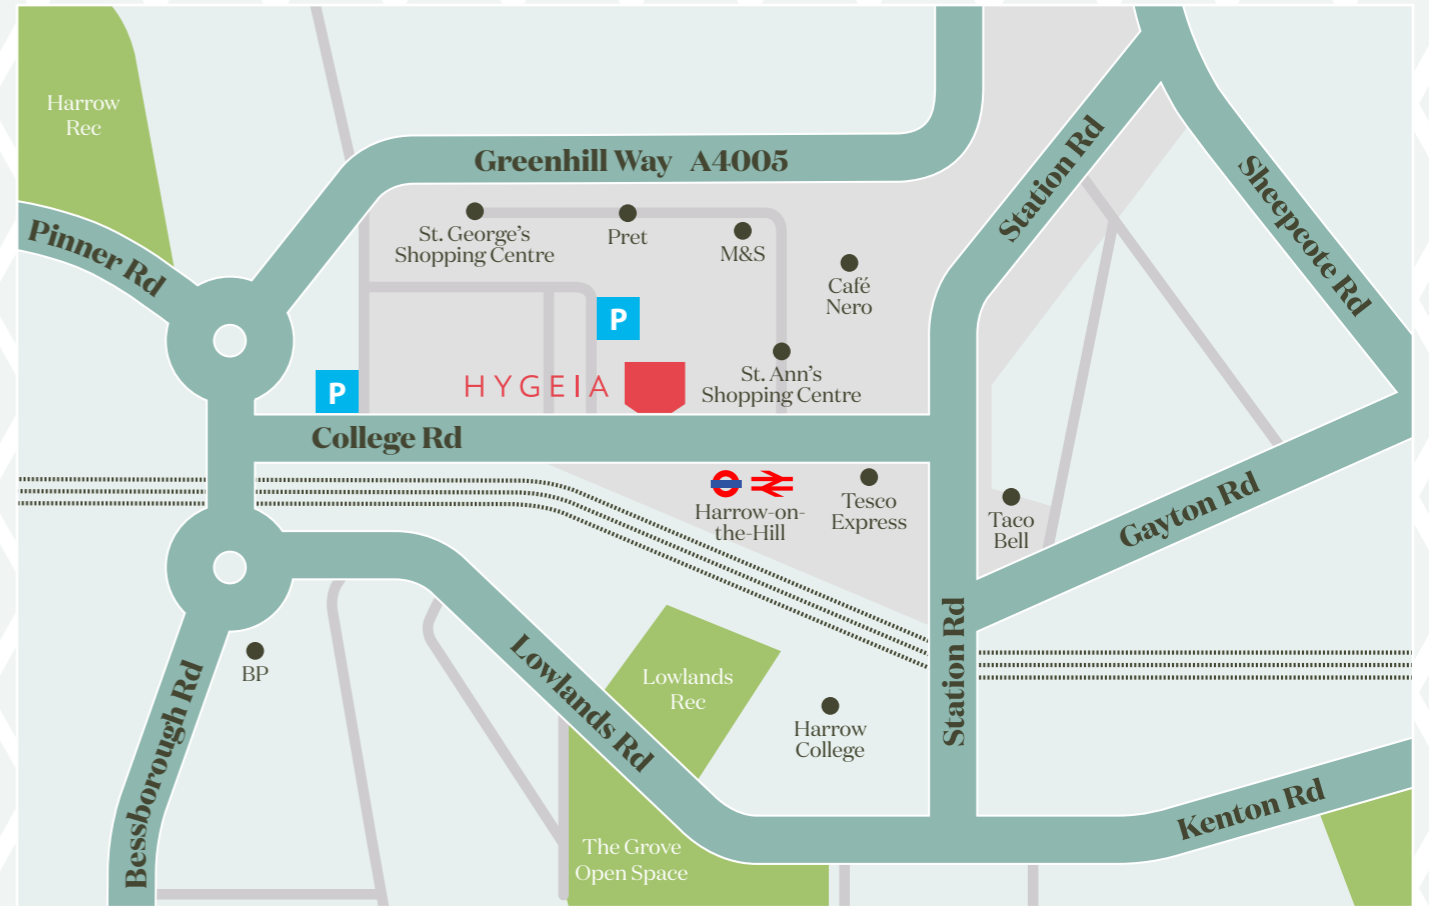 Harrow
Rec
Greenhill Way A4005
Station Rd
Sheepcote Rd
Pinner Rd
St. George's
Shopping Centre
Pret
M&S
Café
Nero
P
P
HYGEIA
St. Ann's
Shopping Centre
College Rd
Harrow-on-
the-Hill
Tesco
Express
Taco
Bell
Gayton Rd
BP
Bessborough Rd
Lowlands Rd
Lowlands
Rec
Harrow
College
Station Rd
Kenton Rd
The Grove
Open Space